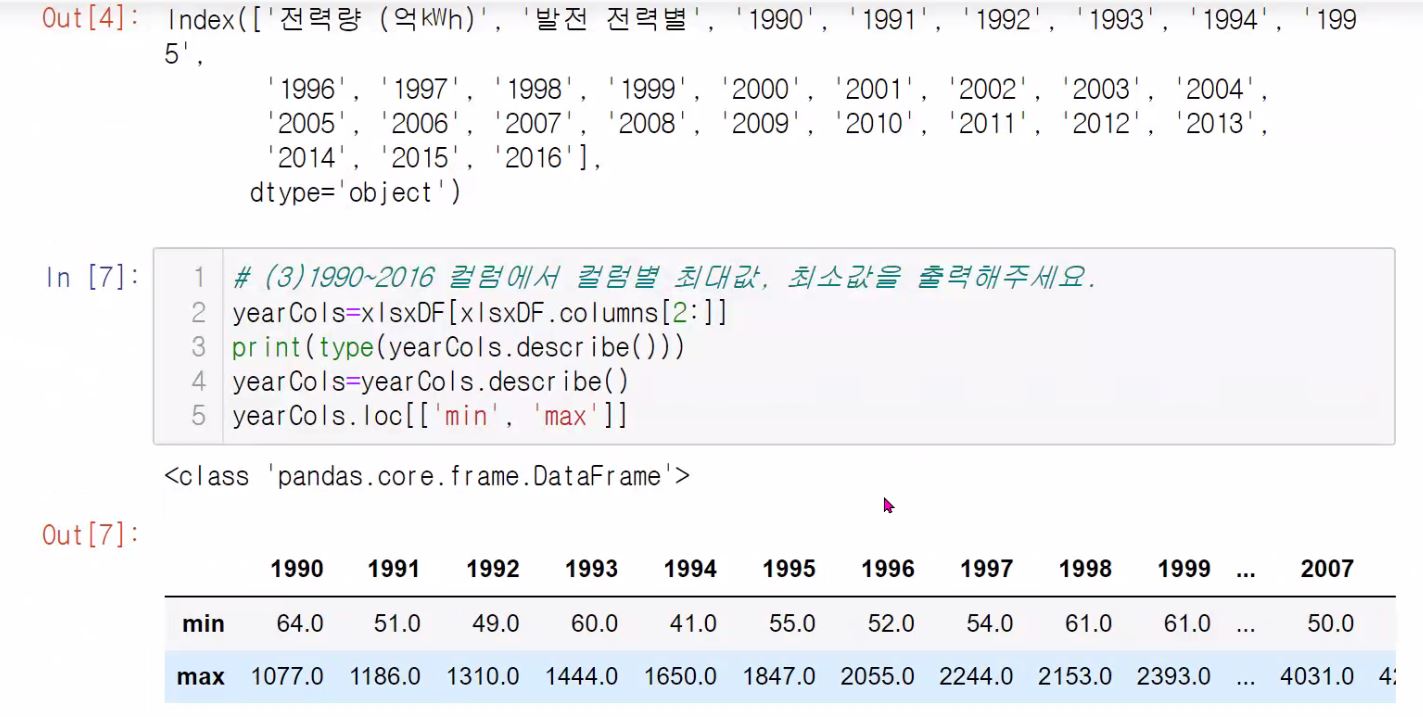 Out[4]: Index(['전력량 (억㎾h)', '발전 전력별', '1990', '1991', '1992', '1993', '1994', '199
5',
'1996', '1997', '1998', '1999', '2000', '2001', '2002', '2003', '2004',
'2005', '2006', '2007', '2008', '2009', '2010', '2011', '2012', '2013',
'2014', '2015', '2016'],
dtype='object')
In [7]: 1 # (3)1990~2016 컬럼에서 컬럼별 최대값, 최소값을 출력해주세요.
2 yearCols=xlsxDF[xlsxDF.columns[2:]]
3 print(type(yearCols.describe()))
4 yearCols=yearCols.describe()
5 yearCols.loc[['min', 'max']]
<class 'pandas.core.frame.DataFrame'>
Out[7]:
1990 1991 1992 1993 1994 1995 1996 1997 1998 1999 ... 2007
min 64.0 51.0 49.0 60.0 41.0 55.0 52.0 54.0 61.0 61.0 ... 50.0
max 1077.0 1186.0 1310.0 1444.0 1650.0 1847.0 2055.0 2244.0 2153.0 2393.0 ... 4031.0